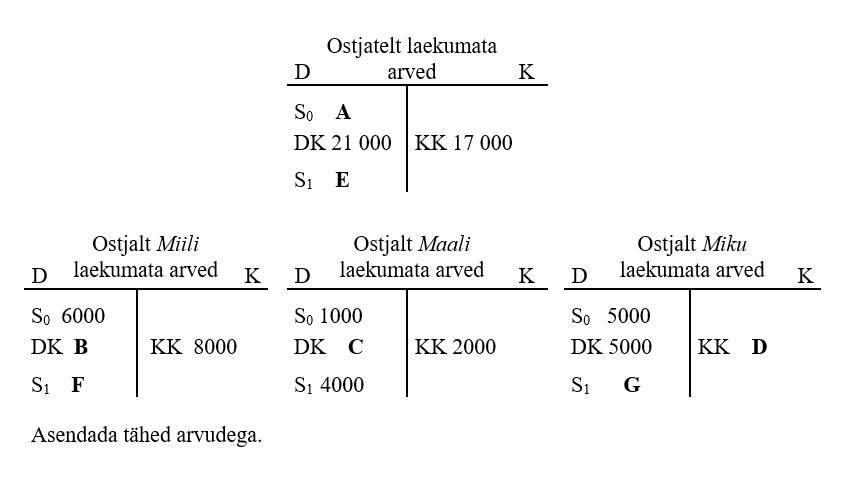 Ostjatelt laekumata
D arved K
S₀ A
DK 21 000 KK 17 000
S₁ E
Ostjalt Miili
D laekumata arved K
S₀ 6000
DK B KK 8000
S₁ F
Ostjalt Maali
D laekumata arved K
S₀ 1000
DK C KK 2000
S₁ 4000
Ostjalt Miku
D laekumata arved K
S₀ 5000
DK 5000 KK D
S₁ G
Asendada tähed arvudega.